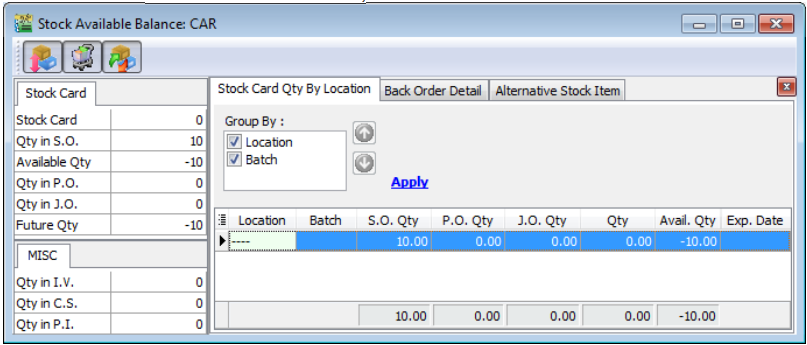 Stock Available Balance: CAR
Stock Card
Stock Card 0
Qty in S.O. 10
Available Qty -10
Qty in P.O. 0
Qty in J.O. 0
Future Qty -10
MISC
Qty in I.V. 0
Qty in C.S. 0
Qty in P.I. 0
Stock Card Qty By Location Back Order Detail Alternative Stock Item
Group By :
Location
Batch
Apply
Location Batch S.O. Qty P.O. Qty J.O. Qty Qty Avail. Qty Exp. Date
---- 10.00 0.00 0.00 0.00 -10.00
10.00 0.00 0.00 0.00 -10.00